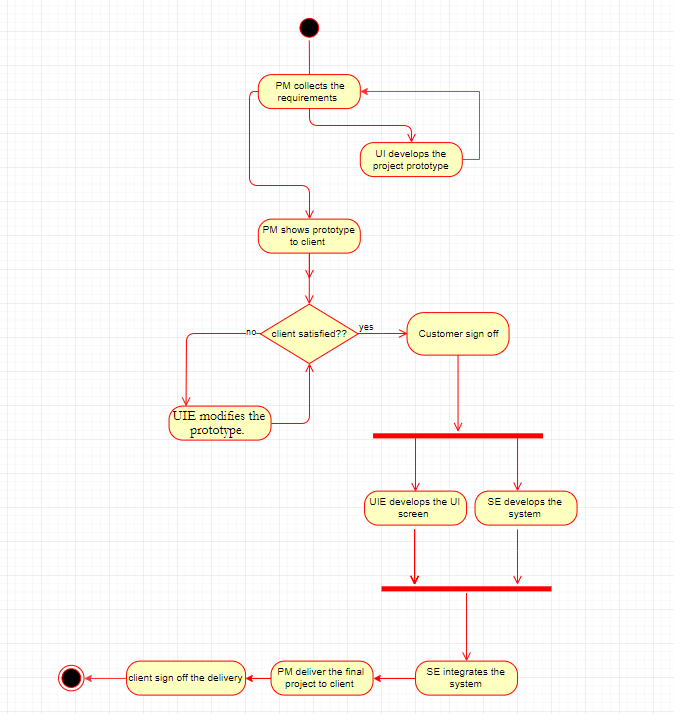 PM collects the
requirements
UI develops the
project prototype
PM shows prototype
to client
no
client satisfied??
yes
Customer sign off
UIE modifies the
prototype.
UIE develops the UI
screen
SE develops the
system
client sign off the delivery
PM deliver the final
project to client
SE integrates the
system